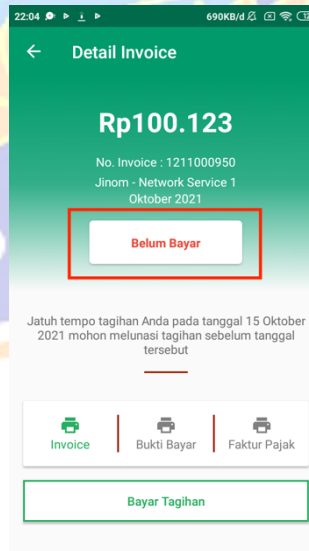 22:04 690KB/d
Detail Invoice
Rp100.123
No. Invoice : 1211000950
Jinom - Network Service 1
Oktober 2021
Belum Bayar
Jatuh tempo tagihan Anda pada tanggal 15 Oktober
2021 mohon melunasi tagihan sebelum tanggal
tersebut
Invoice Bukti Bayar Faktur Pajak
Bayar Tagihan